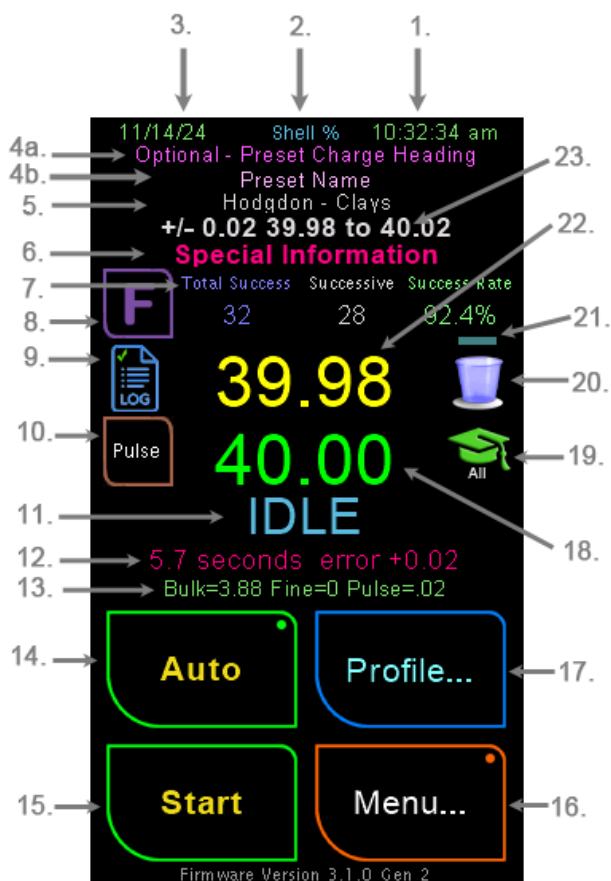 3. 2. 1.
11/14/24 Shell % 10:32:34 am
4a. Optional - Preset Charge Heading
4b. Preset Name 23.
5. Hodgdon - Clays
+/- 0.02 39.98 to 40.02 22.
6. Special Information
7. Total Success Successive Success Rate
8. F 32 28 92.4% 21.
9. LOG 39.98 20.
10. Pulse 40.00 All 19.
11. IDLE 18.
12. 5.7 seconds error +0.02
13. Bulk=3.88 Fine=0 Pulse=.02
14. Auto Profile... 17.
15. Start Menu... 16.
Firmware Version 3.1.0 Gen 2